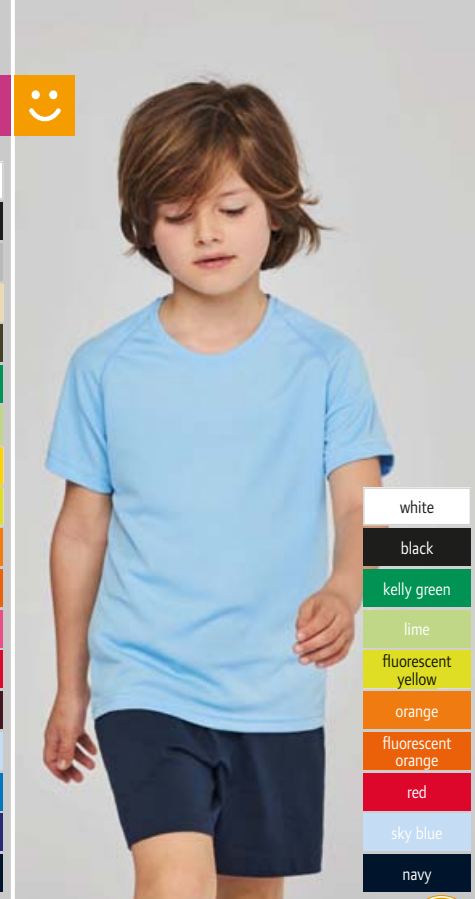 white
black
kelly green
lime
fluorescent
yellow
orange
fluorescent
orange
red
sky blue
navy